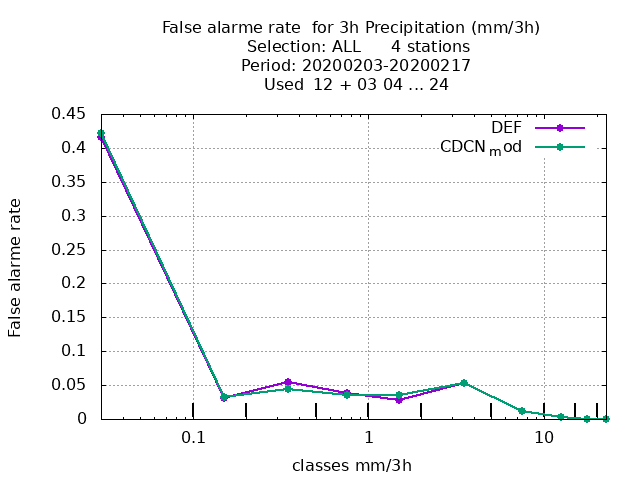 False alarme rate  for 3h Precipitation (mm/3h)
Selection: ALL      4 stations
Period: 20200203-20200217
Used  12 + 03 04 ... 24
0.45
0.4
0.35
0.3
0.25
0.2
0.15
0.1
0.05
0
False alarme rate
DEF
CDCN_mod
0.1
1
10
classes mm/3h